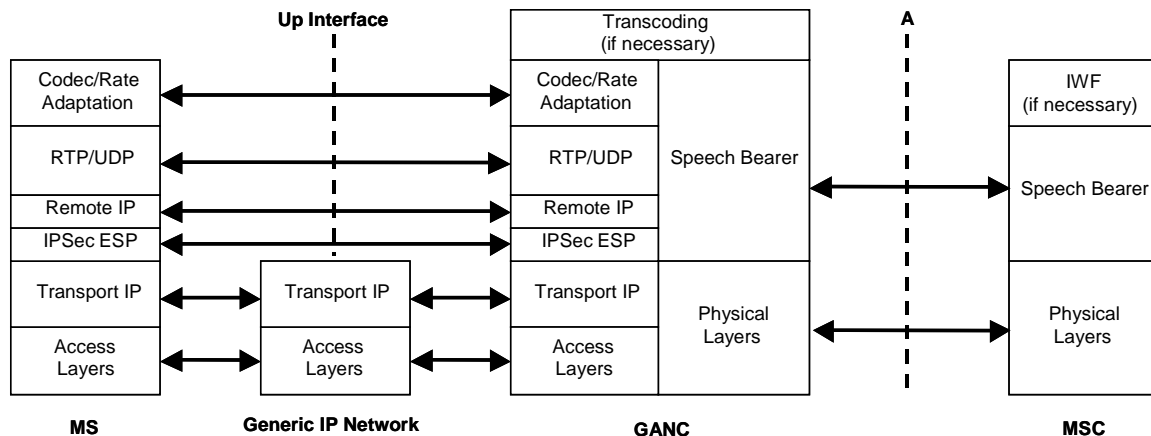 Up Interface
A
Transcoding
(if necessary)
Codec/Rate
Adaptation
Codec/Rate
Adaptation
IWF
(if necessary)
RTP/UDP
RTP/UDP
Speech Bearer
Speech Bearer
Remote IP
Remote IP
IPSec ESP
IPSec ESP
Transport IP
Transport IP
Transport IP
Physical
Layers
Physical
Layers
Access
Layers
Access
Layers
Access
Layers
MS
Generic IP Network
GANC
MSC